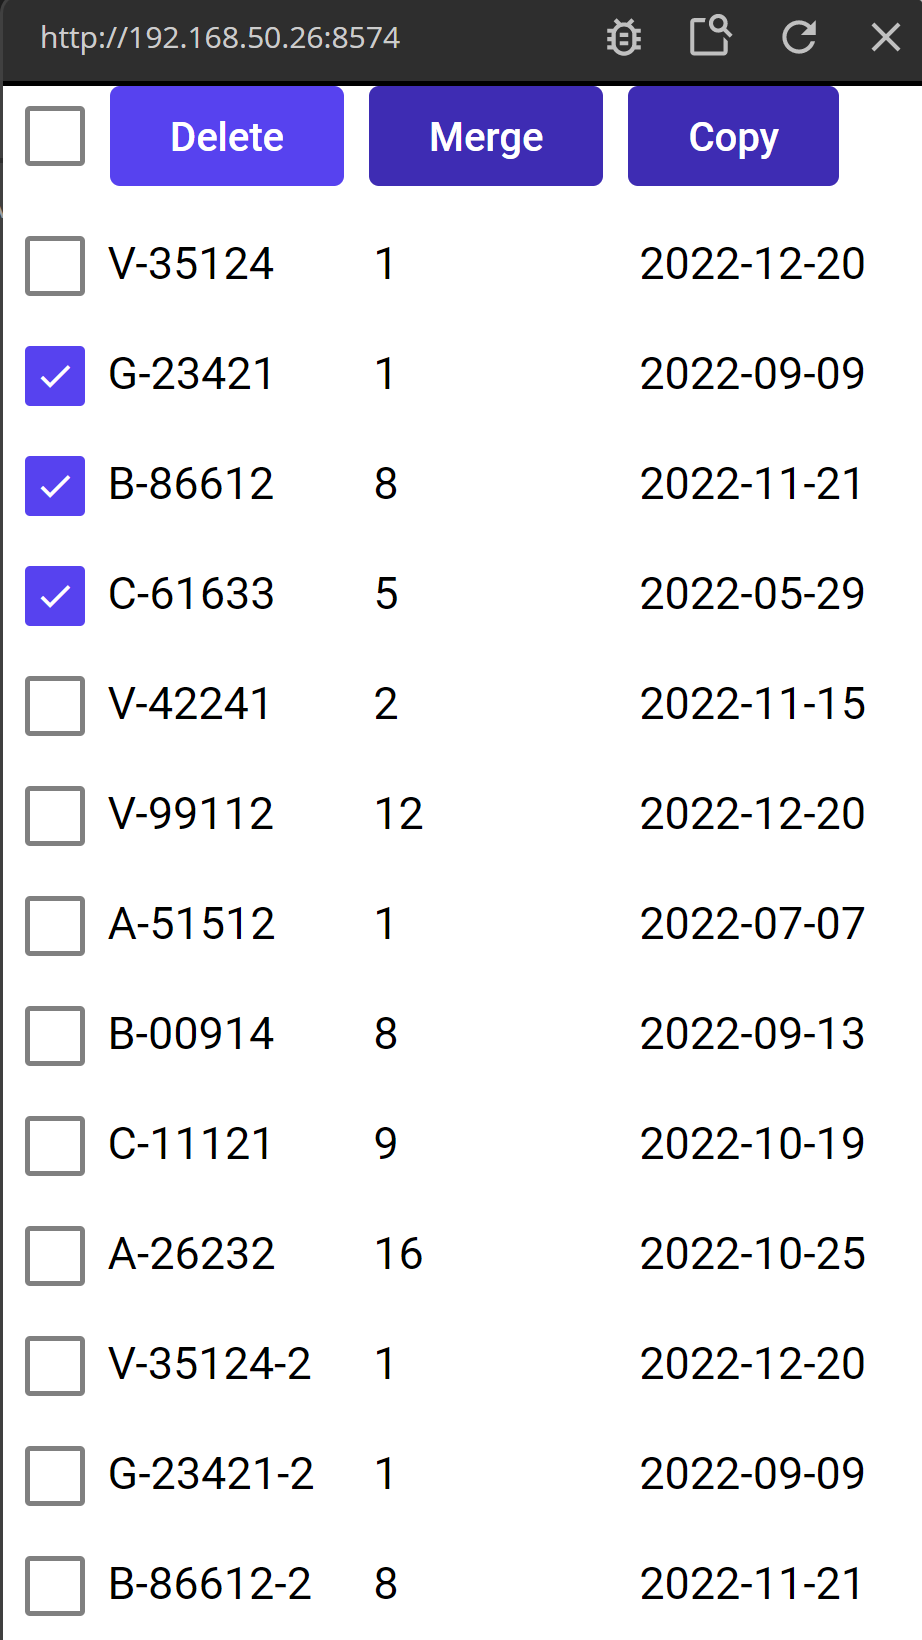 http://192.168.50.26:8574
Delete Merge Copy
V-35124 1 2022-12-20
G-23421 1 2022-09-09
B-86612 8 2022-11-21
C-61633 5 2022-05-29
V-42241 2 2022-11-15
V-99112 12 2022-12-20
A-51512 1 2022-07-07
B-00914 8 2022-09-13
C-11121 9 2022-10-19
A-26232 16 2022-10-25
V-35124-2 1 2022-12-20
G-23421-2 1 2022-09-09
B-86612-2 8 2022-11-21